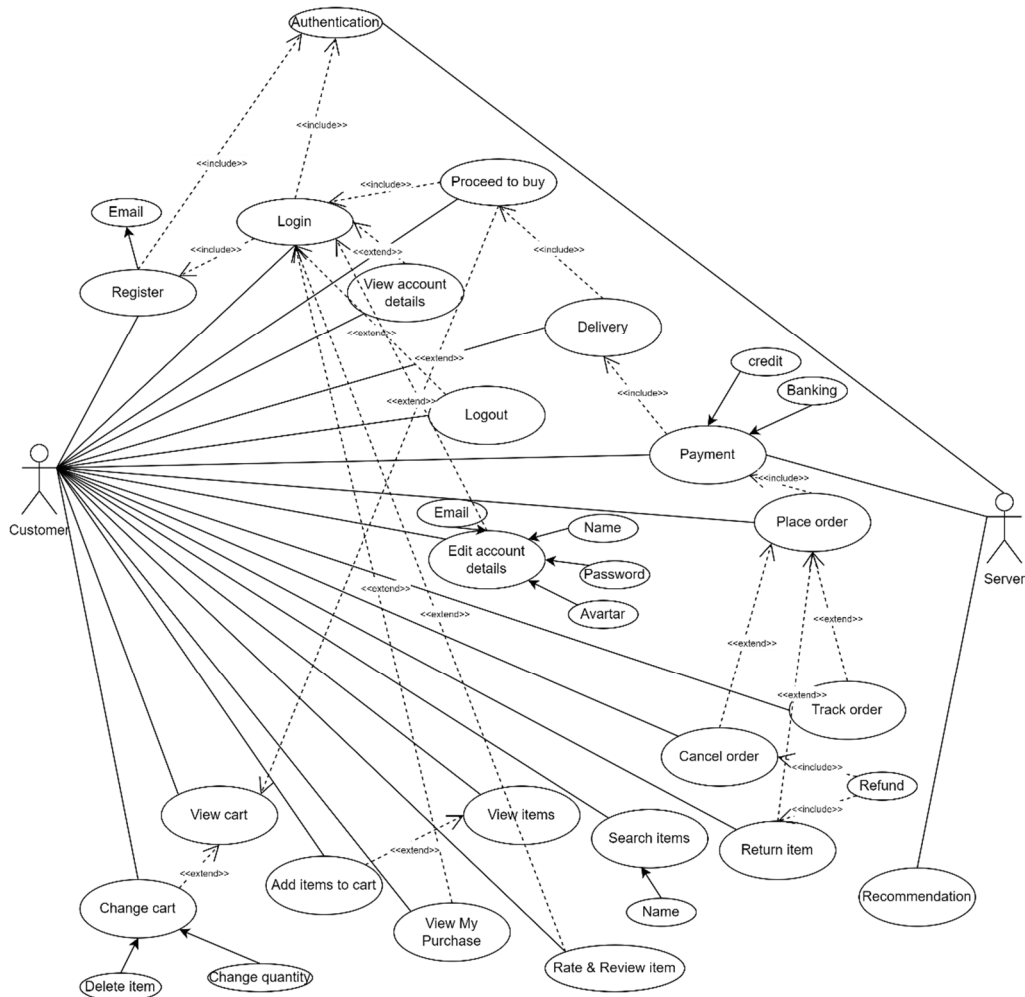 Authentication
<<include>>
<<include>>
Proceed to buy
<<include>>
Email
Login
<<include>>
<<extend>>
<<include>>
View account
details
Register
Delivery
<<extend>>
<<extend>>
credit
Banking
<<include>>
<<extend>>
Logout
Payment
<<include>>
Customer
Email
Name
Place order
Edit account
details
Password
Server
<<extend>>
Avartar
<<extend>>
<<extend>>
<<extend>>
<<extend>>
Track order
Cancel order
<<include>>
Refund
<<include>>
View cart
View items
Search items
Return item
<<extend>>
<<extend>>
Add items to cart
Recommendation
Change cart
Name
View My
Purchase
Rate & Review item
Delete item
Change quantity